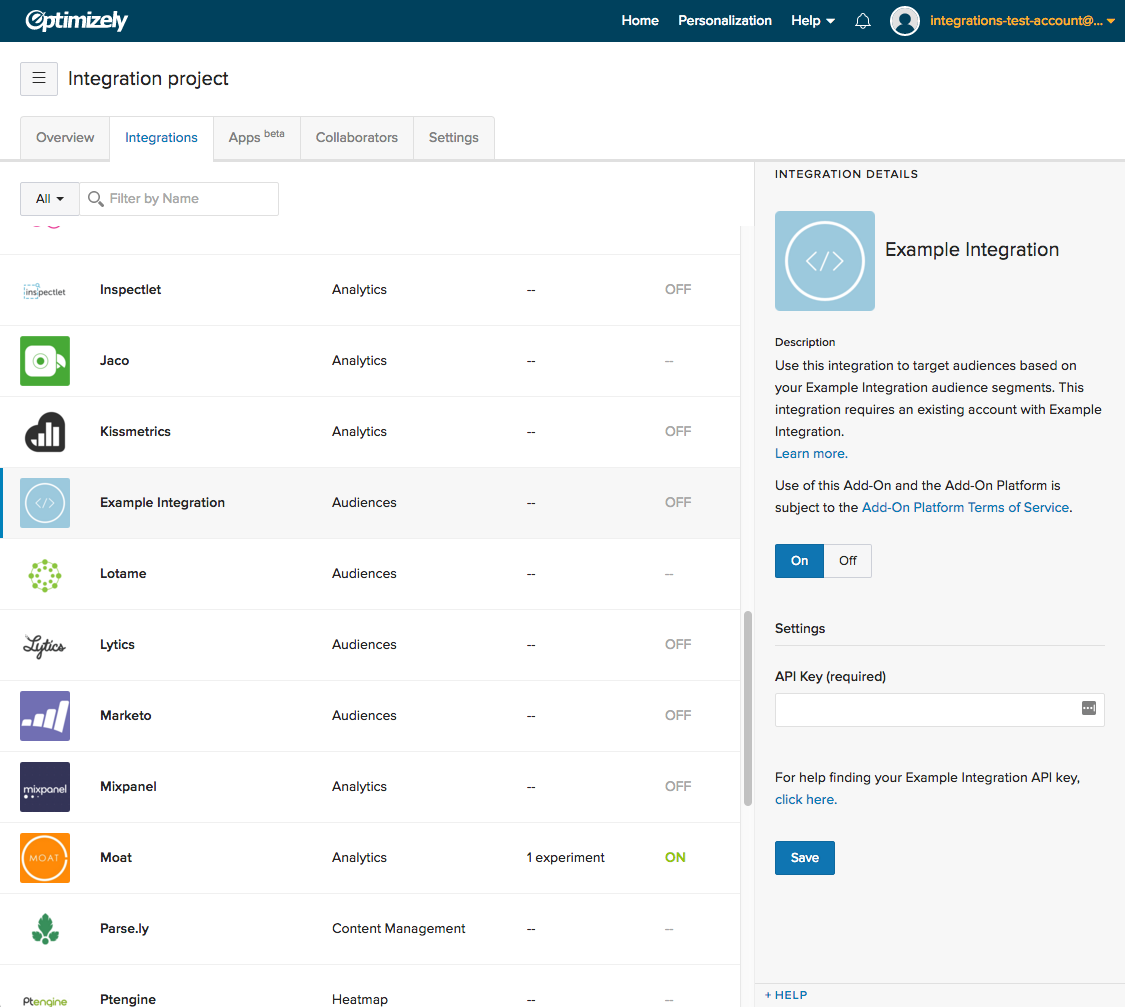 Optimizely
Home Personalization Help integrations-test-account@...
Integration project
Overview Integrations Apps beta Collaborators Settings
All Filter by Name
inspectlet Inspectlet Analytics -- OFF
Jaco Analytics -- --
Kissmetrics Analytics -- OFF
</> Example Integration Audiences -- OFF
Lotame Audiences -- --
Lytics Lytics Audiences -- OFF
Marketo Audiences -- OFF
mixpanel Mixpanel Analytics -- OFF
MOAT Moat Analytics 1 experiment ON
Parse.ly Content Management -- --
Ptengine Ptengine Heatmap -- --
INTEGRATION DETAILS
</> Example Integration
Description
Use this integration to target audiences based on
your Example Integration audience segments. This
integration requires an existing account with Example
Integration.
Learn more.
Use of this Add-On and the Add-On Platform is
subject to the Add-On Platform Terms of Service.
On Off
Settings
API Key (required)
For help finding your Example Integration API key,
click here.
Save
+ HELP